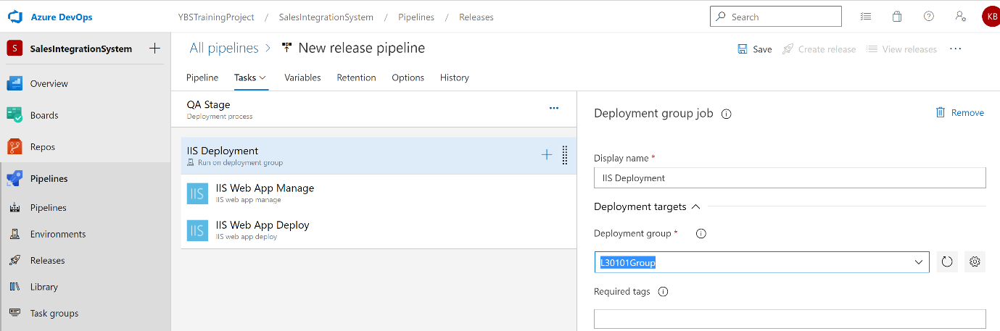 Azure DevOps
YBSTrainingProject / SalesIntegrationSystem / Pipelines / Releases
Search
KB
S SalesIntegrationSystem
Overview
Boards
Repos
Pipelines
Pipelines
Environments
Releases
Library
Task groups
All pipelines > New release pipeline
Save Create release View releases ...
Pipeline Tasks Variables Retention Options History
QA Stage
Deployment process
...
IIS Deployment
Run on deployment group
IIS IIS Web App Manage
IIS web app manage
IIS IIS Web App Deploy
IIS web app deploy
Deployment group job
Remove
Display name *
IIS Deployment
Deployment targets
Deployment group *
L30101Group
Required tags